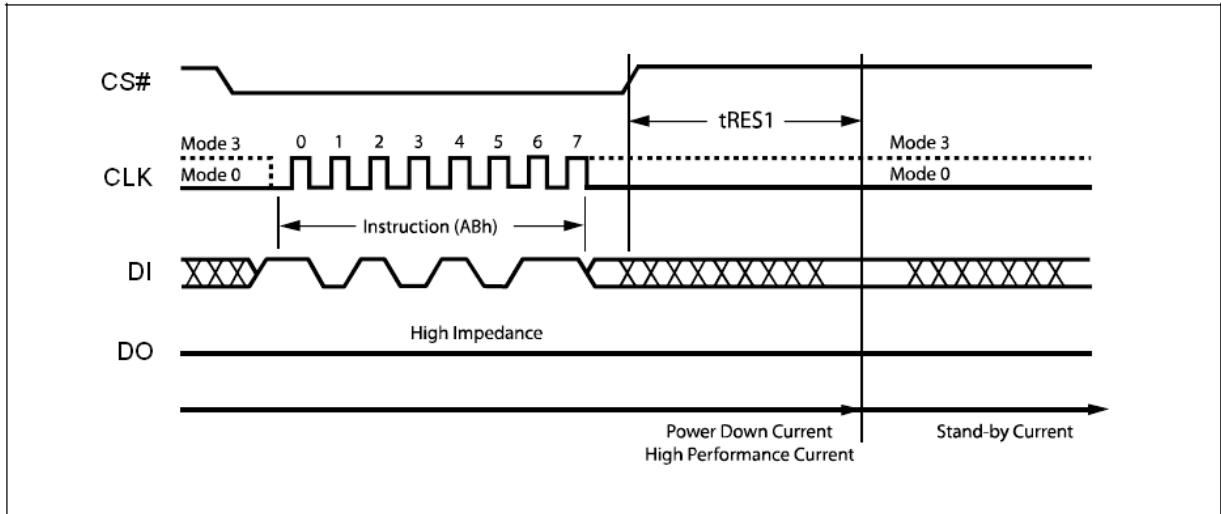 CS#
tRES1
Mode 3
0 1 2 3 4 5 6 7
Mode 3
CLK
Mode 0
Mode 0
Instruction (ABh)
DI
High Impedance
DO
Power Down Current
High Performance Current
Stand-by Current